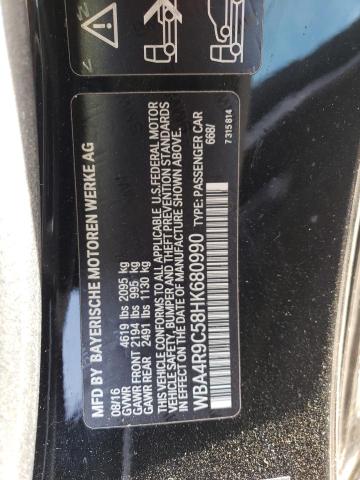 MFD BY BAYERISCHE MOTOREN WERKE AG
08/16
GVWR 4619 lbs 2095 kg
GAWR FRONT 2194 lbs 995 kg
GAWR REAR 2491 lbs 1130 kg
THIS VEHICLE CONFORMS TO ALL APPLICABLE U.S.FEDERAL MOTOR
VEHICLE SAFETY, BUMPER, AND THEFT PREVENTION STANDARDS
IN EFFECT ON THE DATE OF MANUFACTURE SHOWN ABOVE.
WBA4R9C58HK680990 TYPE: PASSENGER CAR
668/
7 315 814